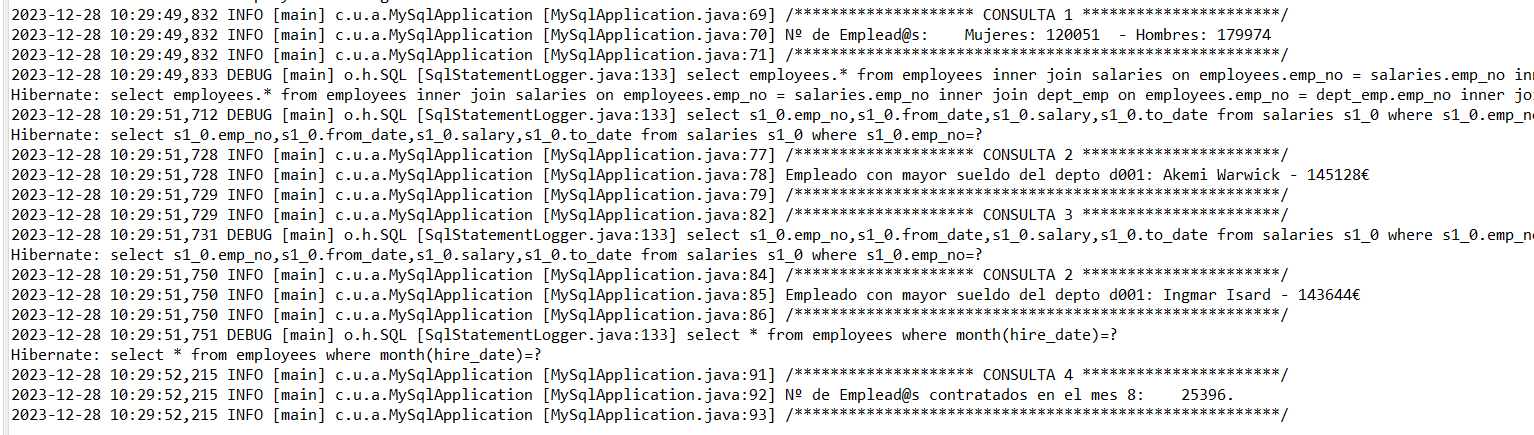 2023-12-28 10:29:49,832 INFO [main] c.u.a.MySqlApplication [MySqlApplication.java:69] /******************** CONSULTA 1 **********************/
2023-12-28 10:29:49,832 INFO [main] c.u.a.MySqlApplication [MySqlApplication.java:70] Nº de Emplead@s:    Mujeres: 120051  - Hombres: 179974
2023-12-28 10:29:49,832 INFO [main] c.u.a.MySqlApplication [MySqlApplication.java:71] /******************************************************/
2023-12-28 10:29:49,833 DEBUG [main] o.h.SQL [SqlStatementLogger.java:133] select employees.* from employees inner join salaries on employees.emp_no = salaries.emp_no in
Hibernate: select employees.* from employees inner join salaries on employees.emp_no = salaries.emp_no inner join dept_emp on employees.emp_no = dept_emp.emp_no inner jo
2023-12-28 10:29:51,712 DEBUG [main] o.h.SQL [SqlStatementLogger.java:133] select s1_0.emp_no,s1_0.from_date,s1_0.salary,s1_0.to_date from salaries s1_0 where s1_0.emp_n
Hibernate: select s1_0.emp_no,s1_0.from_date,s1_0.salary,s1_0.to_date from salaries s1_0 where s1_0.emp_no=?
2023-12-28 10:29:51,728 INFO [main] c.u.a.MySqlApplication [MySqlApplication.java:77] /******************** CONSULTA 2 **********************/
2023-12-28 10:29:51,728 INFO [main] c.u.a.MySqlApplication [MySqlApplication.java:78] Empleado con mayor sueldo del depto d001: Akemi Warwick - 145128€
2023-12-28 10:29:51,729 INFO [main] c.u.a.MySqlApplication [MySqlApplication.java:79] /******************************************************/
2023-12-28 10:29:51,729 INFO [main] c.u.a.MySqlApplication [MySqlApplication.java:82] /******************** CONSULTA 3 **********************/
2023-12-28 10:29:51,731 DEBUG [main] o.h.SQL [SqlStatementLogger.java:133] select s1_0.emp_no,s1_0.from_date,s1_0.salary,s1_0.to_date from salaries s1_0 where s1_0.emp_n
Hibernate: select s1_0.emp_no,s1_0.from_date,s1_0.salary,s1_0.to_date from salaries s1_0 where s1_0.emp_no=?
2023-12-28 10:29:51,750 INFO [main] c.u.a.MySqlApplication [MySqlApplication.java:84] /******************** CONSULTA 2 **********************/
2023-12-28 10:29:51,750 INFO [main] c.u.a.MySqlApplication [MySqlApplication.java:85] Empleado con mayor sueldo del depto d001: Ingmar Isard - 143644€
2023-12-28 10:29:51,750 INFO [main] c.u.a.MySqlApplication [MySqlApplication.java:86] /******************************************************/
2023-12-28 10:29:51,751 DEBUG [main] o.h.SQL [SqlStatementLogger.java:133] select * from employees where month(hire_date)=?
Hibernate: select * from employees where month(hire_date)=?
2023-12-28 10:29:52,215 INFO [main] c.u.a.MySqlApplication [MySqlApplication.java:91] /******************** CONSULTA 4 **********************/
2023-12-28 10:29:52,215 INFO [main] c.u.a.MySqlApplication [MySqlApplication.java:92] Nº de Emplead@s contratados en el mes 8:    25396.
2023-12-28 10:29:52,215 INFO [main] c.u.a.MySqlApplication [MySqlApplication.java:93] /******************************************************/